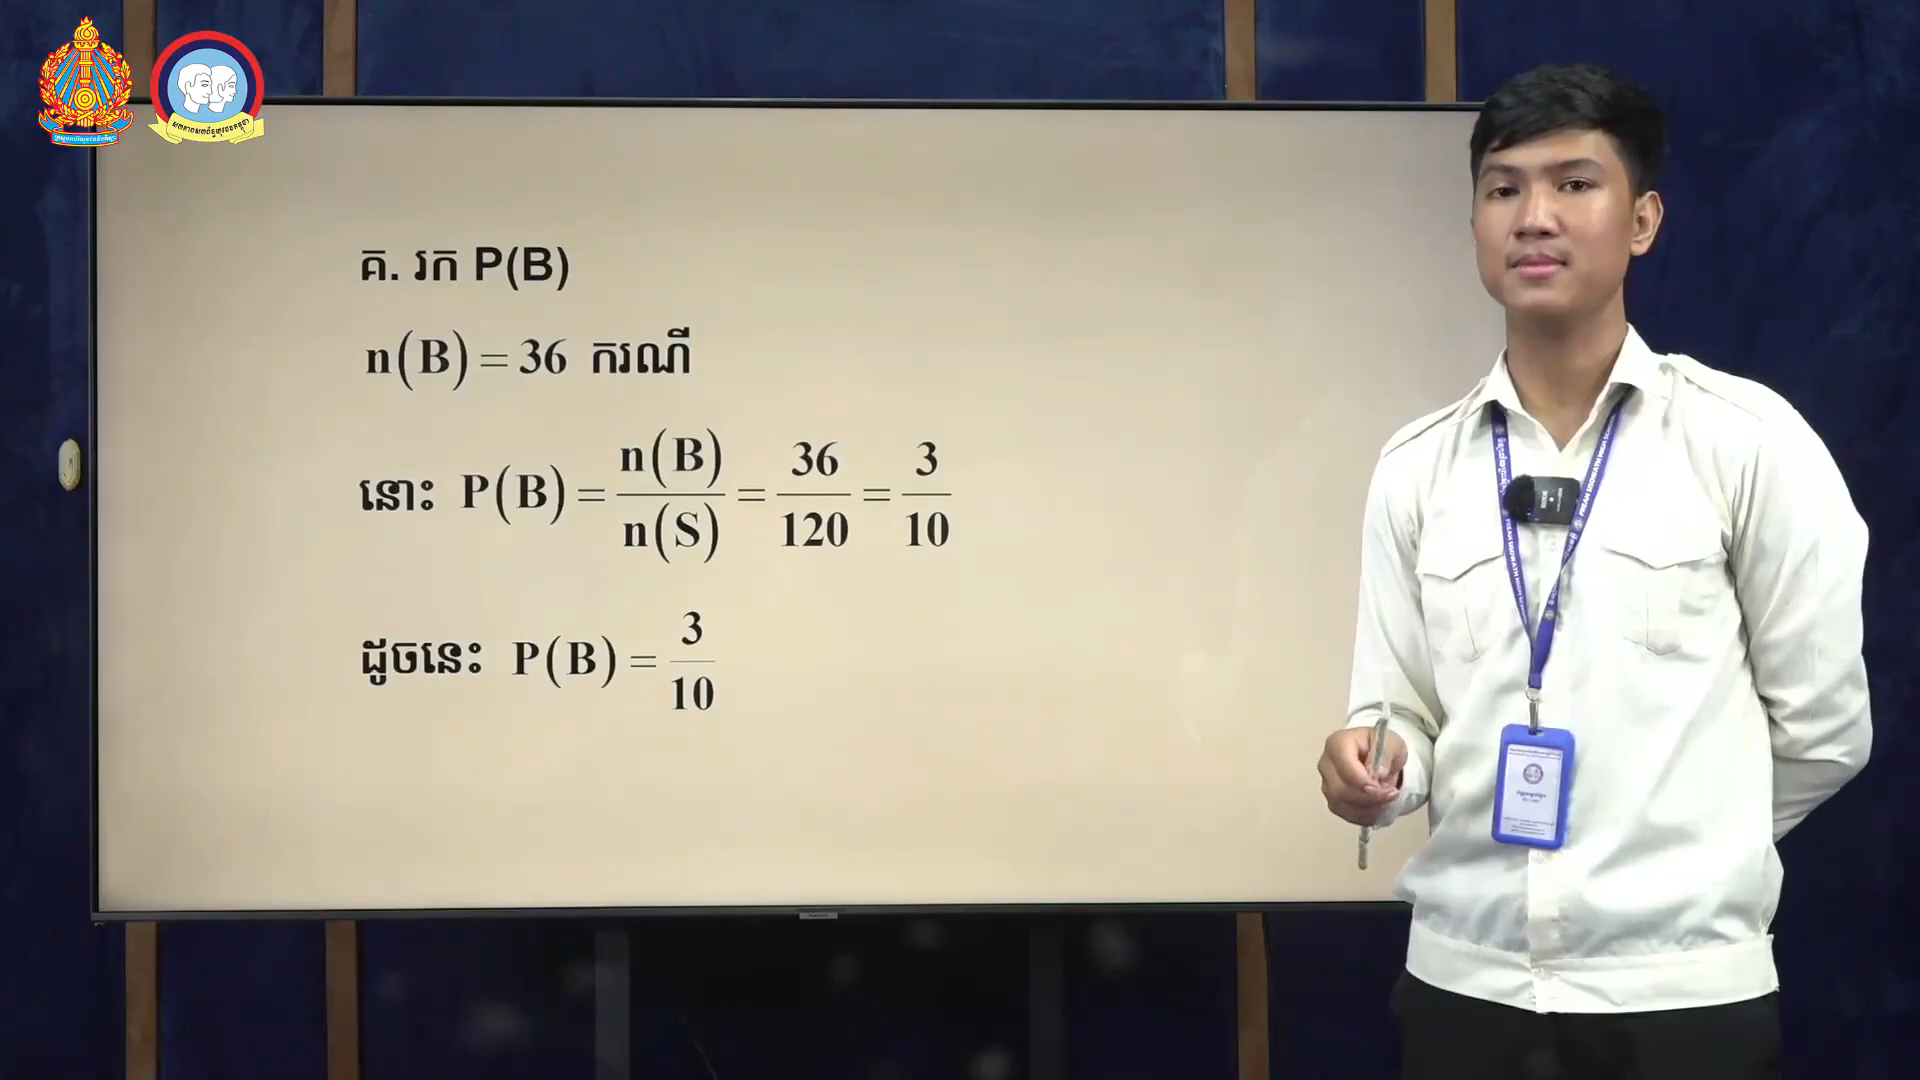 គ. រក P(B)
n(B) = 36 ករណី
នោះ P(B) = n(B)/n(S) = 36/120 = 3/10
ដូចនេះ P(B) = 3/10